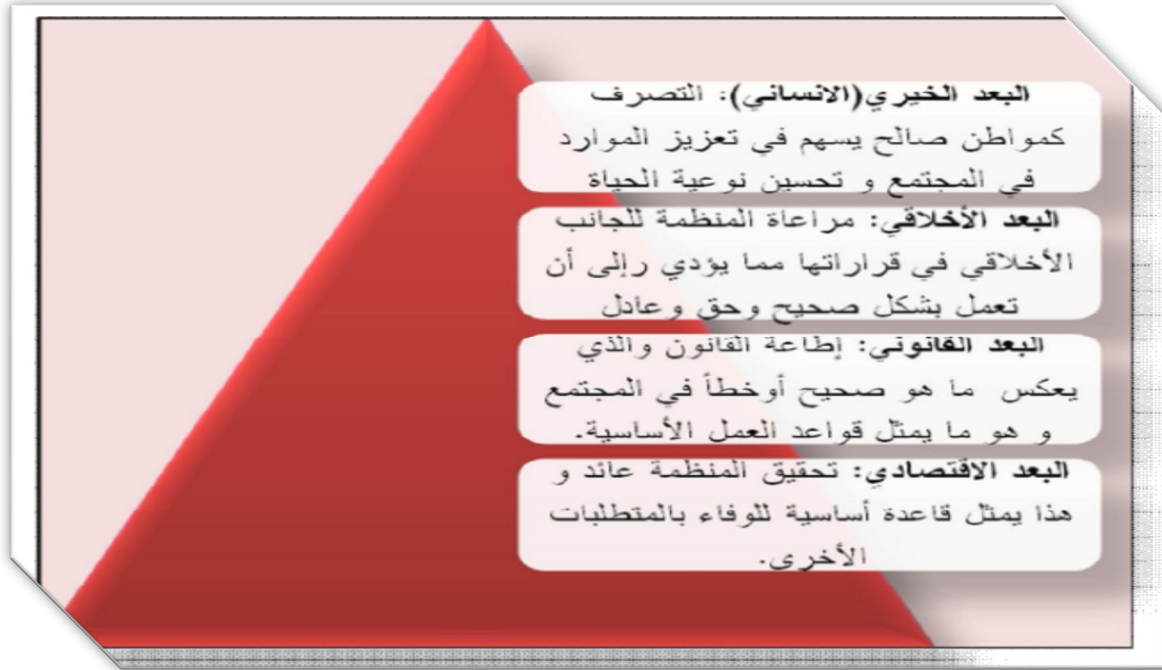 البعد الخيري(الانساني): التصرف
كمواطن صالح يسهم في تعزيز الموارد
في المجتمع و تحسين نوعية الحياة
البعد الأخلاقي: مراعاة المنظمة للجانب
الأخلاقي في قراراتها مما يؤدي رإلى أن
تعمل بشكل صحيح وحق وعادل
البعد القانوني: إطاعة القانون والذي
يعكس ما هو صحيح أوخطأ في المجتمع
و هو ما يمثل قواعد العمل الأساسية.
البعد الاقتصادي: تحقيق المنظمة عائد و
هذا يمثل قاعدة أساسية للوفاء بالمتطلبات
الأخرى.